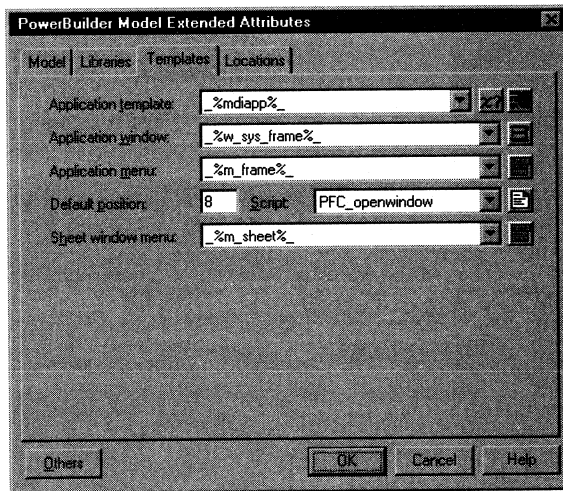 PowerBuilder Model Extended Attributes
Model Libraries Templates Locations
Application template: _%mdiapp%_
Application window: _%w_sys_frame%_
Application menu: _%m_frame%_
Default position: 8 Script: PFC_openwindow
Sheet window menu: _%m_sheet%_
Others OK Cancel Help